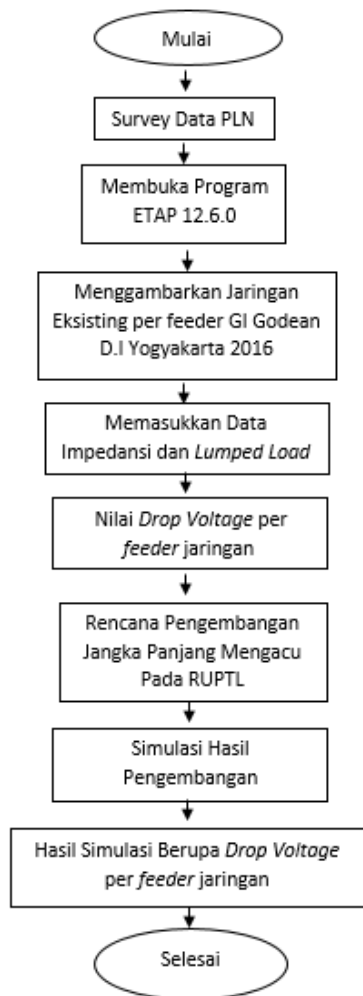 Mulai
Survey Data PLN
Membuka Program
ETAP 12.6.0
Menggambarkan Jaringan
Eksisting per feeder GI Godean
D.I Yogyakarta 2016
Memasukkan Data
Impedansi dan Lumped Load
Nilai Drop Voltage per
feeder jaringan
Rencana Pengembangan
Jangka Panjang Mengacu
Pada RUPTL
Simulasi Hasil
Pengembangan
Hasil Simulasi Berupa Drop Voltage
per feeder jaringan
Selesai